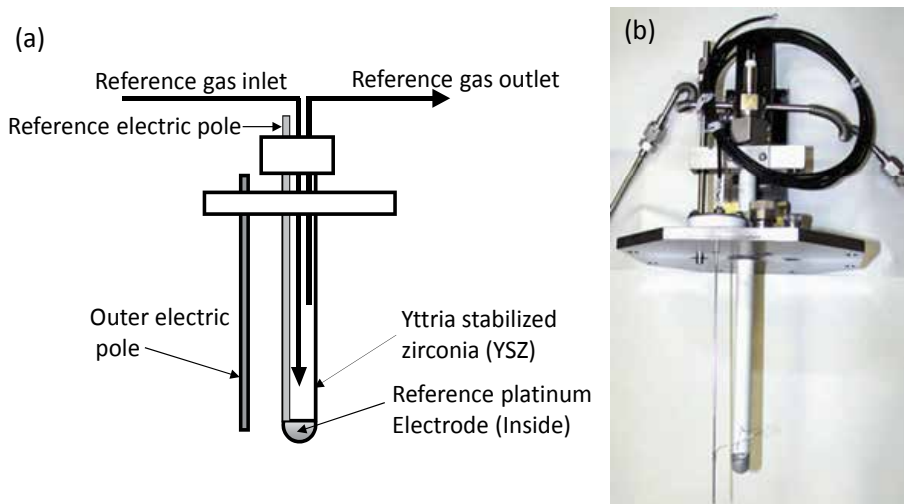 (a)
Reference gas inlet
Reference gas outlet
Reference electric pole
Outer electric
pole
Yttria stabilized
zirconia (YSZ)
Reference platinum
Electrode (Inside)
(b)